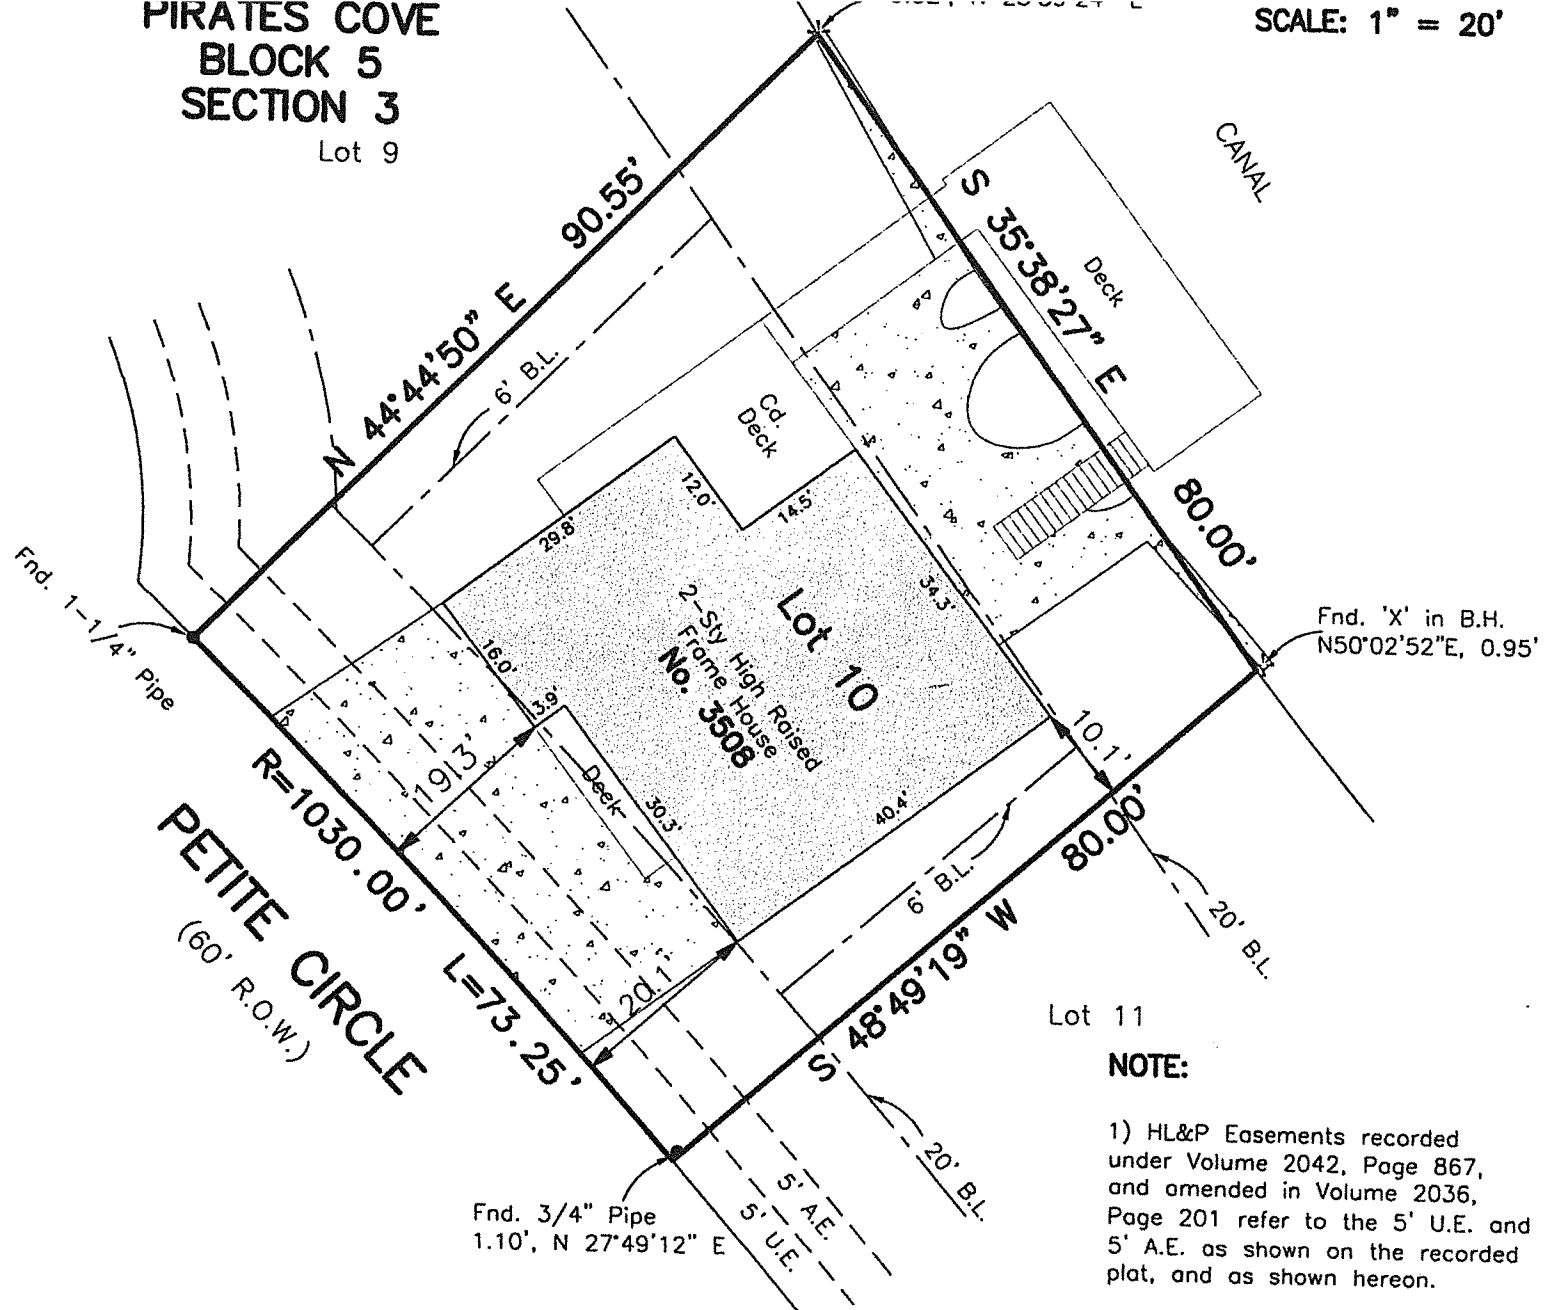 PIRATES COVE
BLOCK 5
SECTION 3
Lot 9
SCALE: 1" = 20'
CANAL
N 44°44'50" E 90.55'
S 35°38'27" E 80.00'
Deck
6' B.L.
Cd.
Deck
12.0'
14.5'
29.8'
34.3'
Fnd. 1-1/4" Pipe
Fnd. 'X' in B.H.
N50°02'52"E, 0.95'
Lot 10
2-Sty High Raised
Frame House
No. 3508
16.0'
3.9'
19.3'
Deck
30.3'
40.4'
10.1'
R=1030.00' L=73.25'
PETITE CIRCLE
(60' R.O.W.)
20.1'
6' B.L.
S 48°49'19" W 80.00'
20' B.L.
20' B.L.
Lot 11
5' A.E.
5' U.E.
Fnd. 3/4" Pipe
1.10', N 27°49'12" E
NOTE:
1) HL&P Easements recorded
under Volume 2042, Page 867,
and amended in Volume 2036,
Page 201 refer to the 5' U.E. and
5' A.E. as shown on the recorded
plat, and as shown hereon.